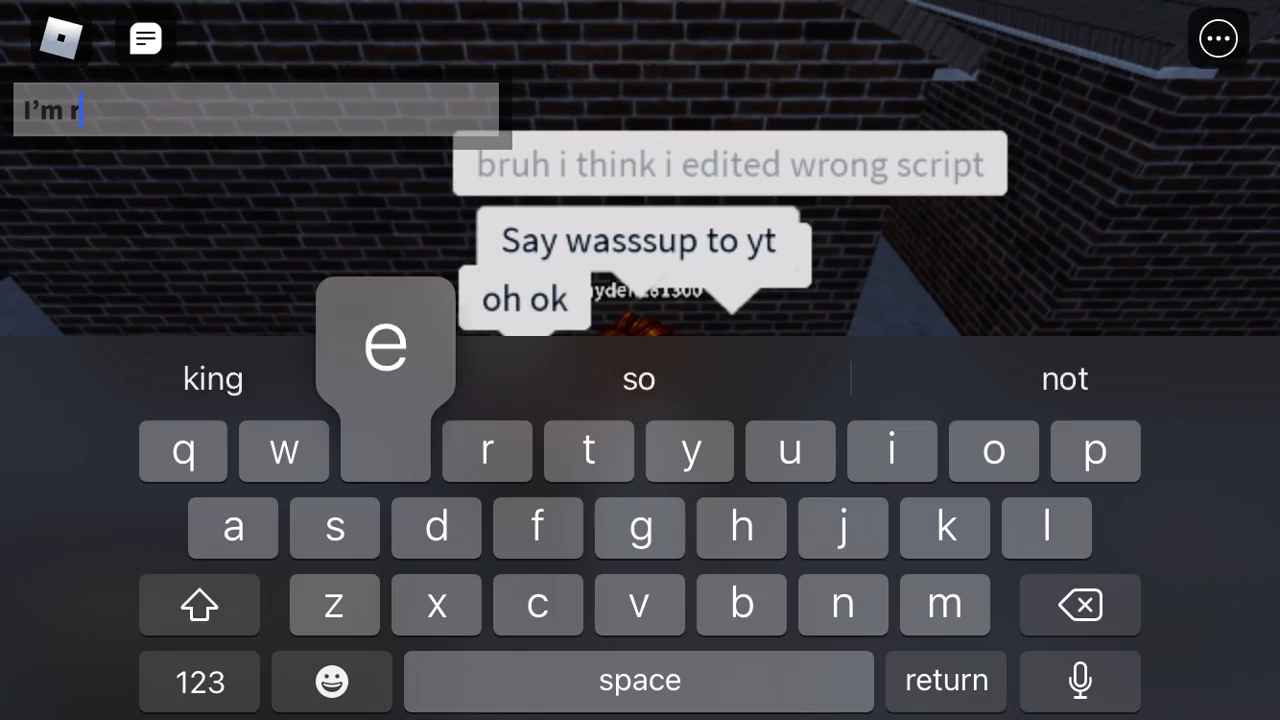 I'm r
bruh i think i edited wrong script
Say wasssup to yt
oh ok
e
king so not
q w r t y u i o p
a s d f g h j k l
z x c v b n m
123 space return